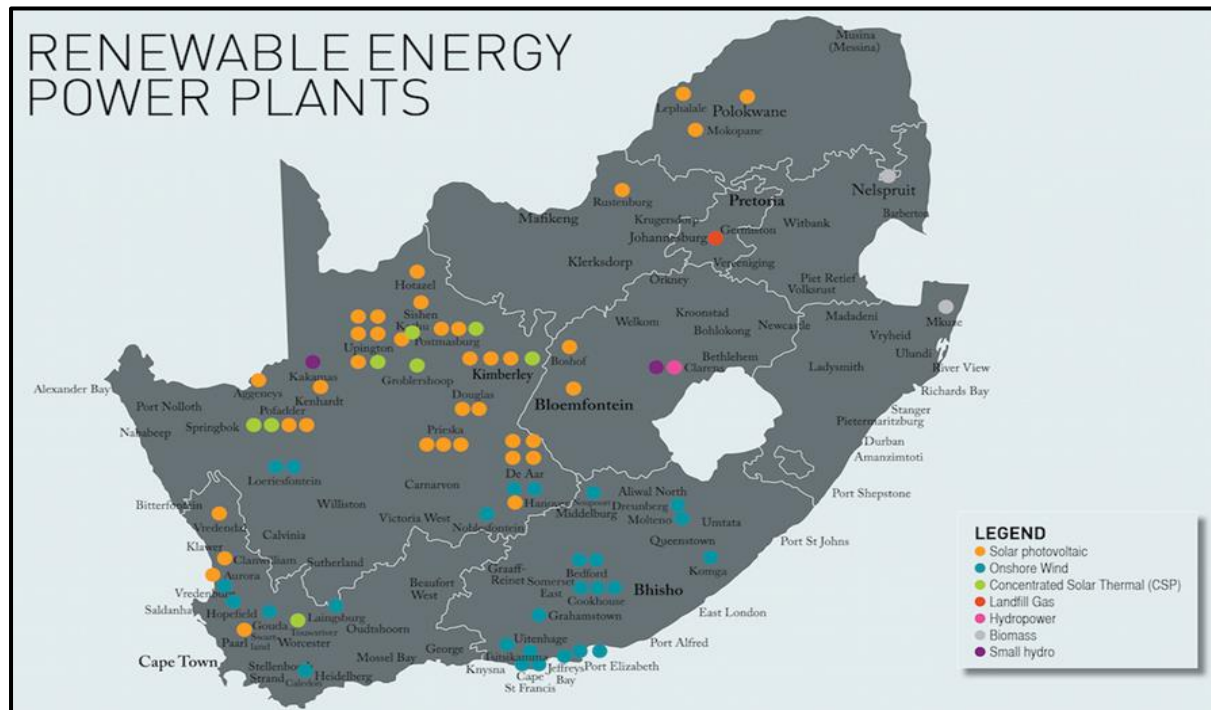 RENEWABLE ENERGY
POWER PLANTS
Musina
(Messina)
Lephalale
Polokwane
Mokopane
Nelspruit
Rustenburg
Pretoria
Mafikeng
Krugersdorp
Witbank
Barberton
Johannesburg
Germiston
Klerksdorp
Vereeniging
Orkney
Piet Retief
Volksrust
Hotazel
Sishen
Kathu
Postmasburg
Welkom
Kroonstad
Bohlokong
Newcastle
Madadeni
Vryheid
Mkuze
Upington
Boshof
Bethlehem
Ulundi
Kakamas
Groblershoop
Kimberley
Clarens
Ladysmith
River View
Alexander Bay
Aggeneys
Kenhardt
Douglas
Bloemfontein
Richards Bay
Port Nolloth
Pofadder
Stanger
Nababeep
Springbok
Prieska
Pietermaritzburg
Durban
Amanzimtoti
Loeriesfontein
De Aar
Carnarvon
Williston
Hanover
Noupoort
Aliwal North
Port Shepstone
Bitterfontein
Victoria West
Middelburg
Dreunberg
Vredendal
Noblesfontein
Molteno
Umtata
Calvinia
Queenstown
Port St Johns
Klawer
Clanwilliam
Sutherland
Graaff-
Reinet
Bedford
Komga
Aurora
Beaufort
West
Somerset
East
Cookhouse
Bhisho
Vredenburg
Saldanha
Hopefield
Laingsburg
Grahamstown
East London
Gouda
Touwsrivier
Oudtshoorn
Paarl
Swart
land
Worcester
Uitenhage
Port Alfred
Cape Town
Mossel Bay
George
Tsitsikamma
Stellenbosch
Knysna
Cape
St Francis
Jeffreys
Bay
Port Elizabeth
Strand
Caledon
Heidelberg
LEGEND
Solar photovoltaic
Onshore Wind
Concentrated Solar Thermal (CSP)
Landfill Gas
Hydropower
Biomass
Small hydro